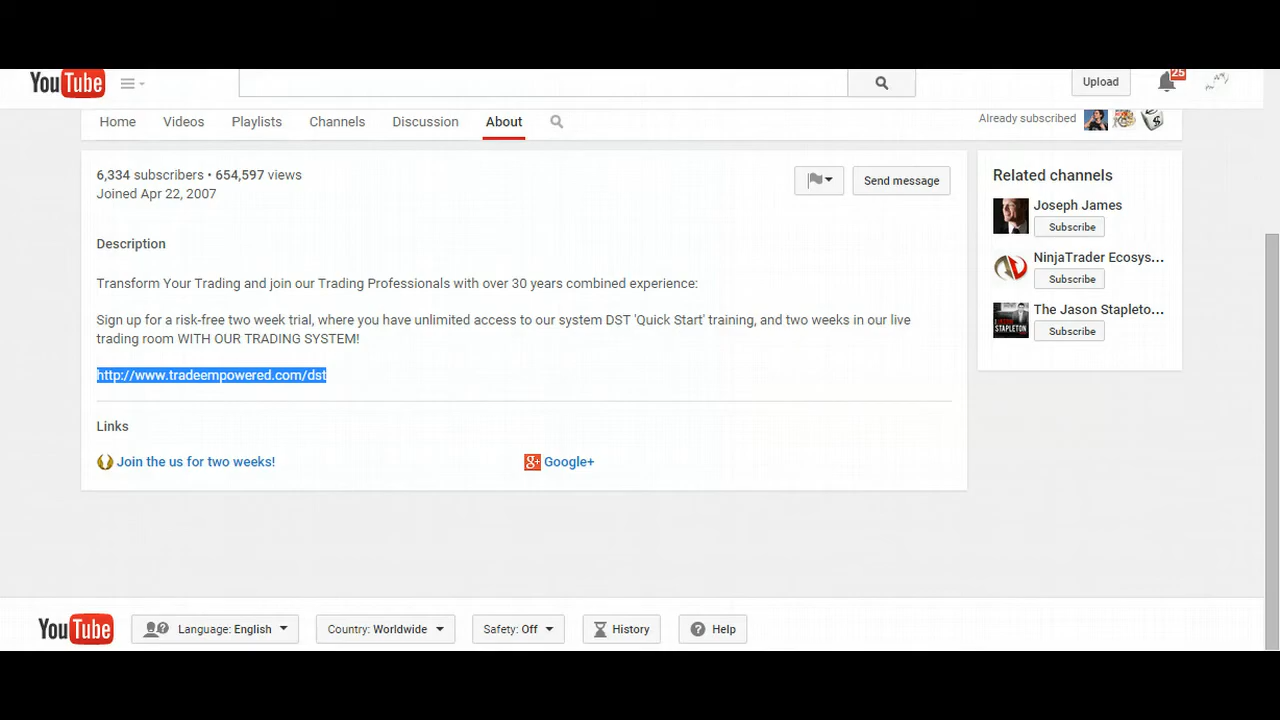 YouTube
Upload
25
Home Videos Playlists Channels Discussion About
Already subscribed
6,334 subscribers • 654,597 views
Joined Apr 22, 2007
Send message
Description
Transform Your Trading and join our Trading Professionals with over 30 years combined experience:
Sign up for a risk-free two week trial, where you have unlimited access to our system DST 'Quick Start' training, and two weeks in our live
trading room WITH OUR TRADING SYSTEM!
http://www.tradeempowered.com/dst
Links
Join the us for two weeks!
Google+
Related channels
Joseph James
Subscribe
NinjaTrader Ecosys...
Subscribe
The Jason Stapleto...
Subscribe
YouTube
Language: English
Country: Worldwide
Safety: Off
History
Help